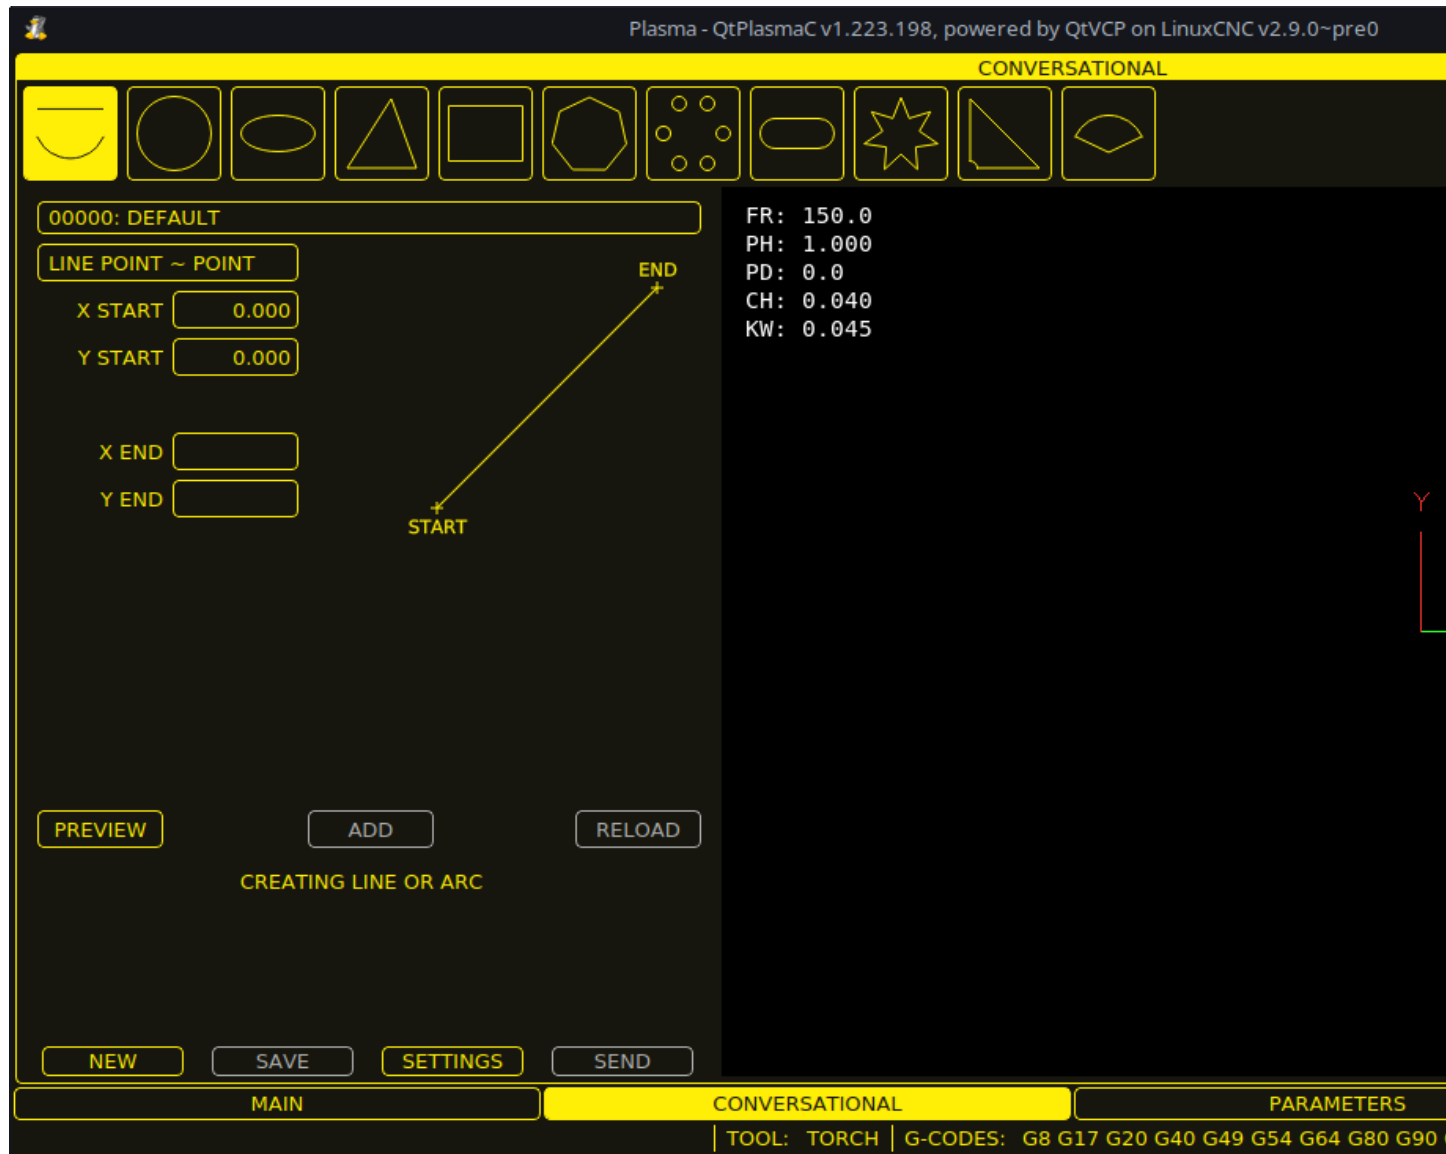 Plasma - QtPlasmaC v1.223.198, powered by QtVCP on LinuxCNC v2.9.0~pre0
CONVERSATIONAL
00000: DEFAULT
LINE POINT ~ POINT
X START 0.000
Y START 0.000
X END
Y END
END
START
FR: 150.0
PH: 1.000
PD: 0.0
CH: 0.040
KW: 0.045
Y
PREVIEW ADD RELOAD
CREATING LINE OR ARC
NEW SAVE SETTINGS SEND
MAIN CONVERSATIONAL PARAMETERS
TOOL: TORCH G-CODES: G8 G17 G20 G40 G49 G54 G64 G80 G90